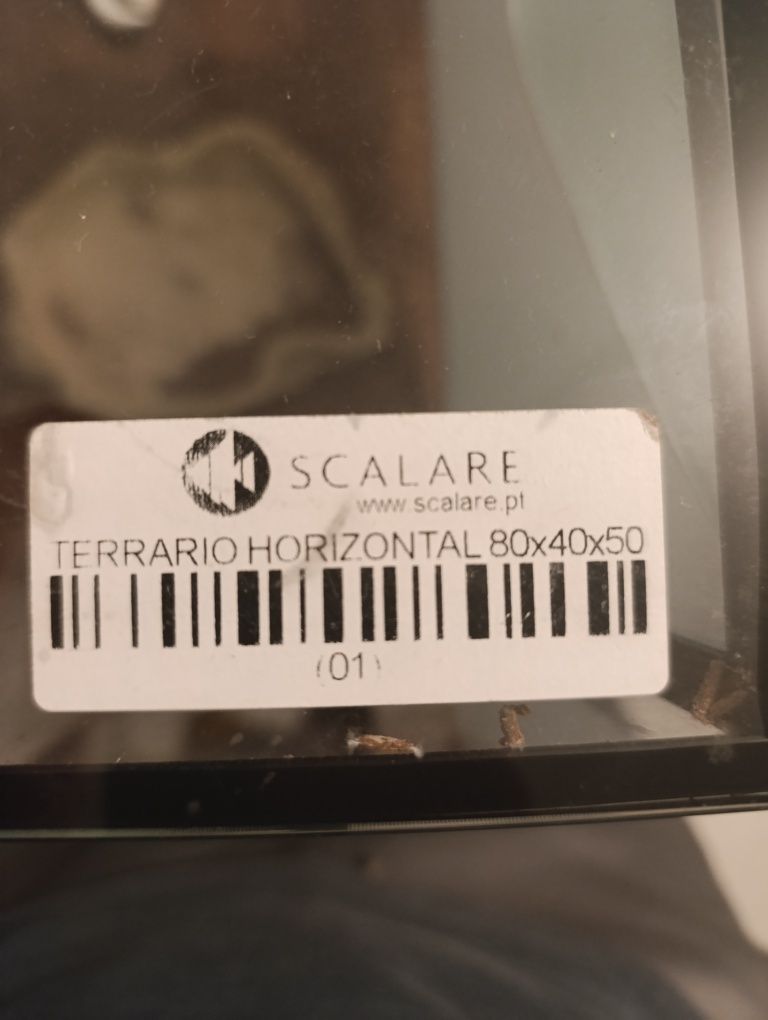 SCALARE
www.scalare.pt
TERRARIO HORIZONTAL 80x40x50
(01)